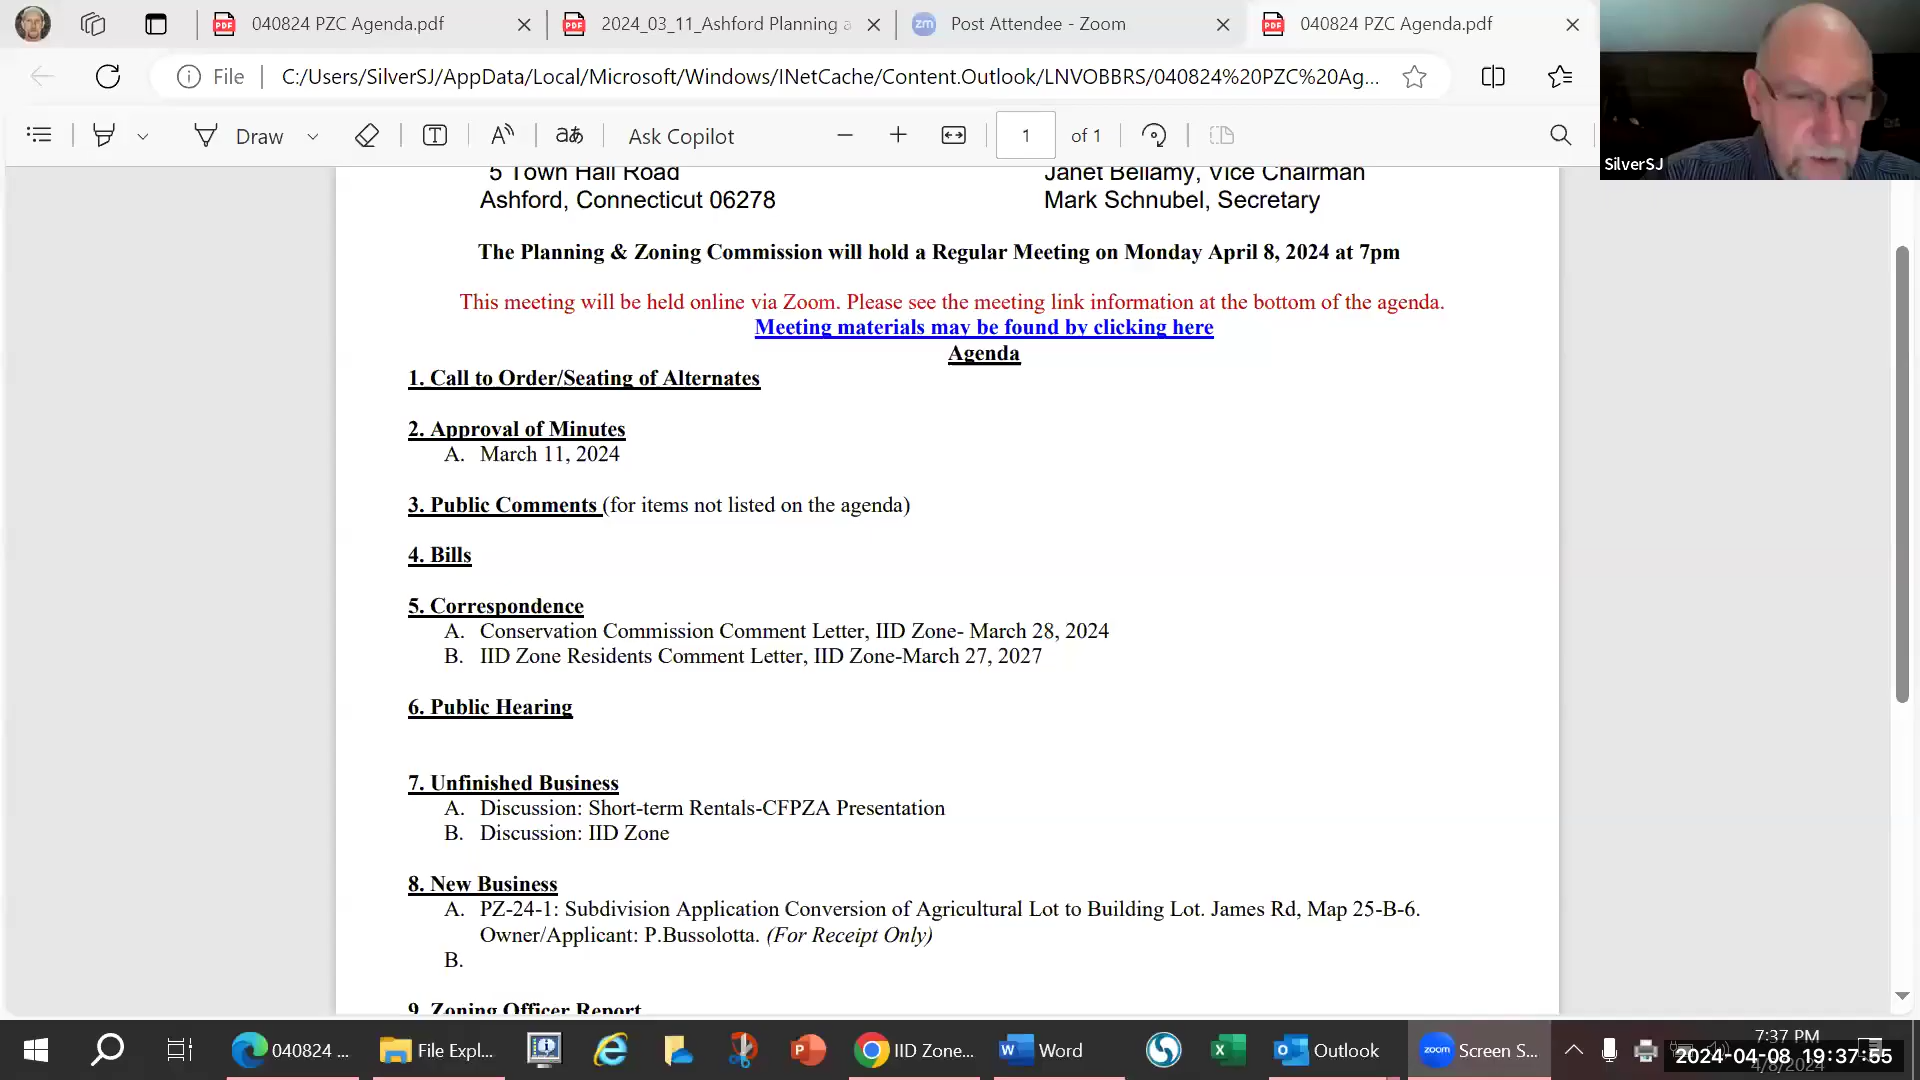 040824 PZC Agenda.pdf
2024_03_11_Ashford Planning a
Post Attendee - Zoom
040824 PZC Agenda.pdf
File
C:/Users/SilverSJ/AppData/Local/Microsoft/Windows/INetCache/Content.Outlook/LNVOBBRS/040824%20PZC%20Ag...
Draw
Ask Copilot
1 of 1
SilverSJ
5 Town Hall Road
Janet Bellamy, Vice Chairman
Ashford, Connecticut 06278
Mark Schnubel, Secretary
The Planning & Zoning Commission will hold a Regular Meeting on Monday April 8, 2024 at 7pm
This meeting will be held online via Zoom. Please see the meeting link information at the bottom of the agenda.
Meeting materials may be found by clicking here
Agenda
1. Call to Order/Seating of Alternates
2. Approval of Minutes
A. March 11, 2024
3. Public Comments (for items not listed on the agenda)
4. Bills
5. Correspondence
A. Conservation Commission Comment Letter, IID Zone- March 28, 2024
B. IID Zone Residents Comment Letter, IID Zone-March 27, 2027
6. Public Hearing
7. Unfinished Business
A. Discussion: Short-term Rentals-CFPZA Presentation
B. Discussion: IID Zone
8. New Business
A. PZ-24-1: Subdivision Application Conversion of Agricultural Lot to Building Lot. James Rd, Map 25-B-6.
Owner/Applicant: P.Bussolotta. (For Receipt Only)
B.
9. Zoning Officer Report
040824 ...
File Expl...
IID Zone...
Word
Outlook
zoom
Screen S...
7:37 PM
4/8/2024
2024-04-08 19:37:55